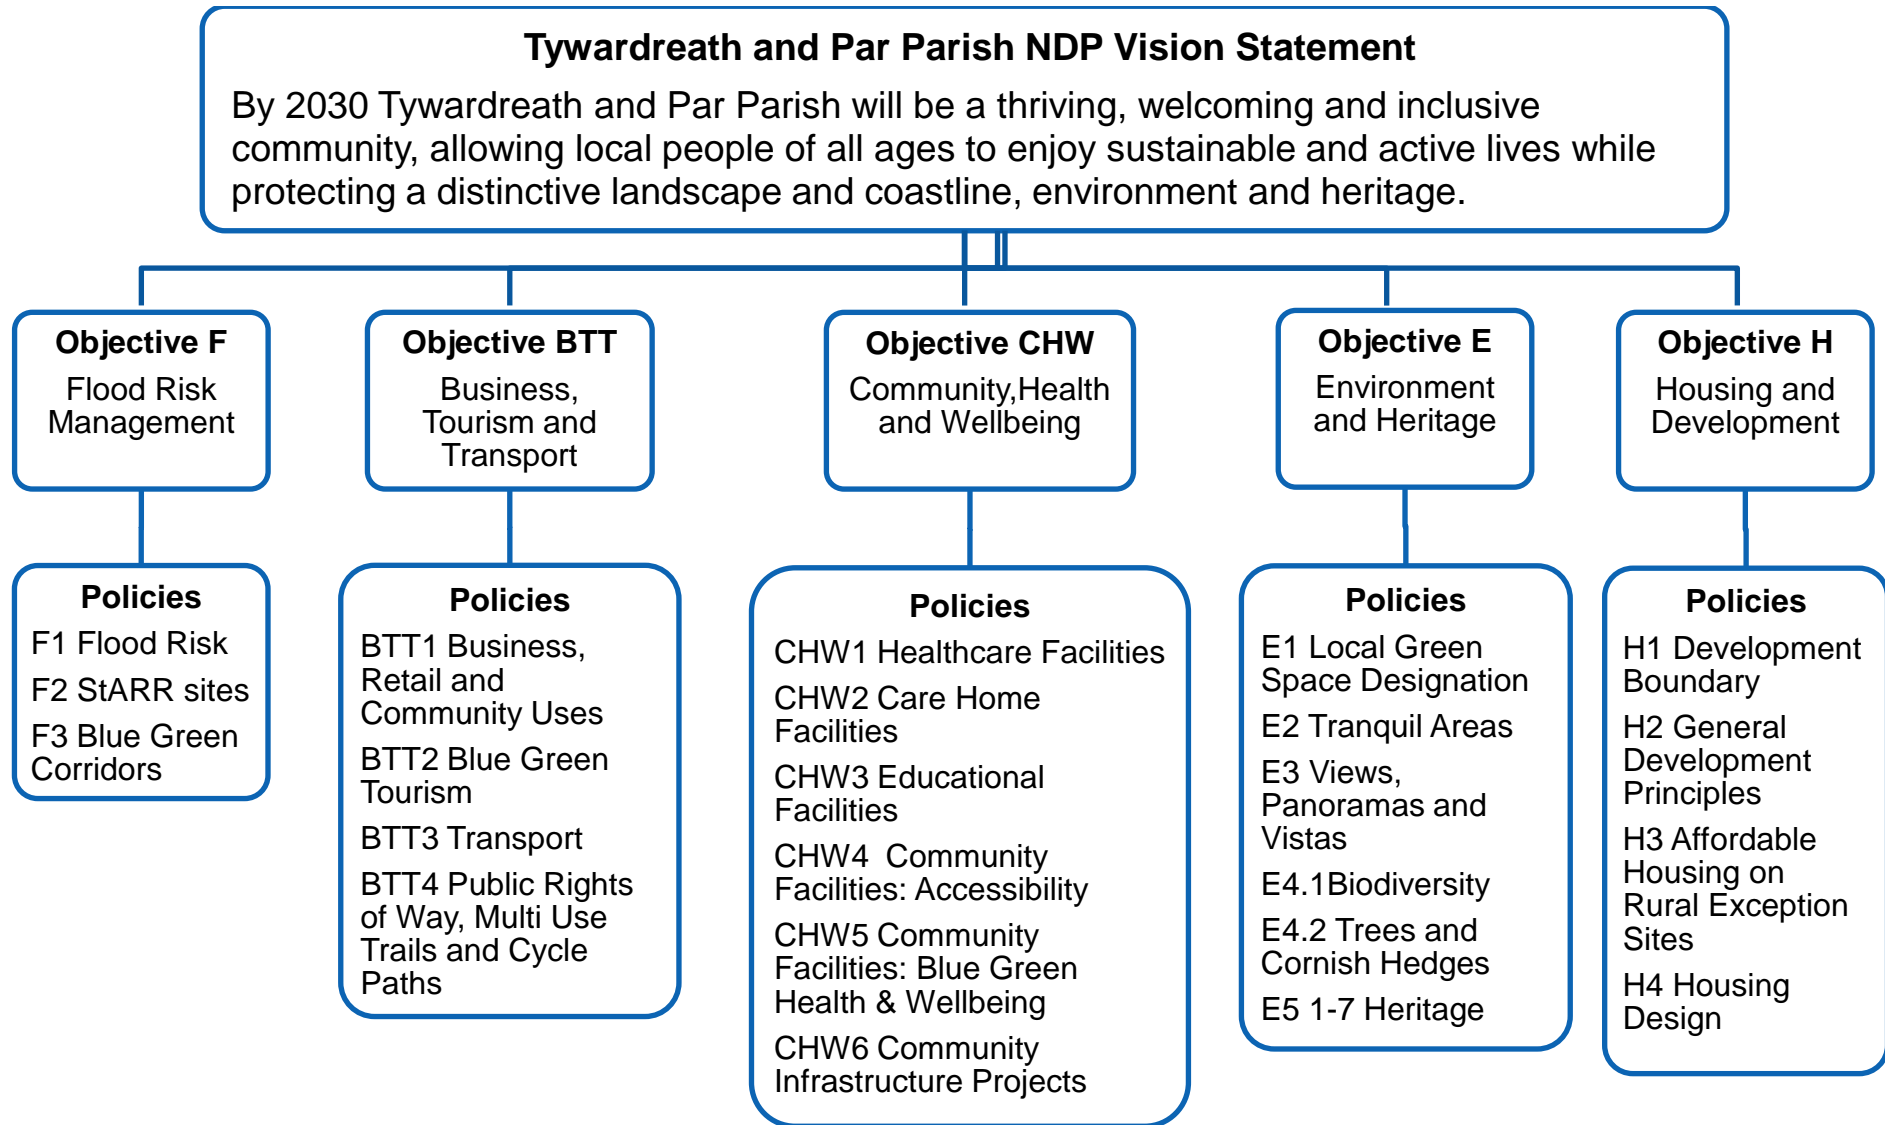 Tywardreath and Par Parish NDP Vision Statement
By 2030 Tywardreath and Par Parish will be a thriving, welcoming and inclusive
community, allowing local people of all ages to enjoy sustainable and active lives while
protecting a distinctive landscape and coastline, environment and heritage.
Objective F
Flood Risk
Management
Objective BTT
Business,
Tourism and
Transport
Objective CHW
Community,Health
and Wellbeing
Objective E
Environment
and Heritage
Objective H
Housing and
Development
Policies
F1 Flood Risk
F2 StARR sites
F3 Blue Green
Corridors
Policies
BTT1 Business,
Retail and
Community Uses
BTT2 Blue Green
Tourism
BTT3 Transport
BTT4 Public Rights
of Way, Multi Use
Trails and Cycle
Paths
Policies
CHW1 Healthcare Facilities
CHW2 Care Home
Facilities
CHW3 Educational
Facilities
CHW4  Community
Facilities: Accessibility
CHW5 Community
Facilities: Blue Green
Health & Wellbeing
CHW6 Community
Infrastructure Projects
Policies
E1 Local Green
Space Designation
E2 Tranquil Areas
E3 Views,
Panoramas and
Vistas
E4.1Biodiversity
E4.2 Trees and
Cornish Hedges
E5 1-7 Heritage
Policies
H1 Development
Boundary
H2 General
Development
Principles
H3 Affordable
Housing on
Rural Exception
Sites
H4 Housing
Design